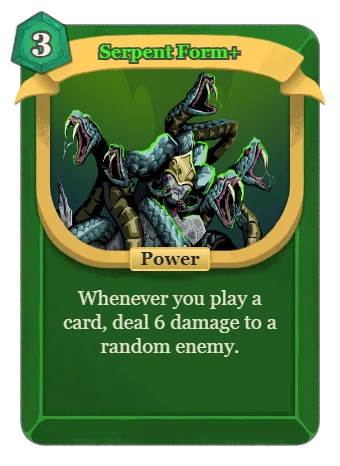 3
Serpent Form+
Power
Whenever you play a
card, deal 6 damage to a
random enemy.